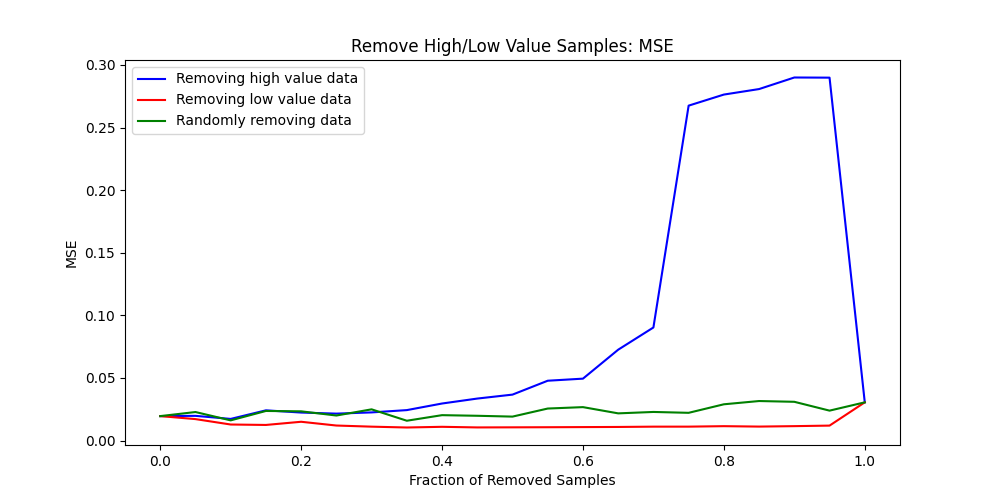 Remove High/Low Value Samples: MSE
Removing high value data
Removing low value data
Randomly removing data
MSE
0.30
0.25
0.20
0.15
0.10
0.05
0.00
0.0 0.2 0.4 0.6 0.8 1.0
Fraction of Removed Samples